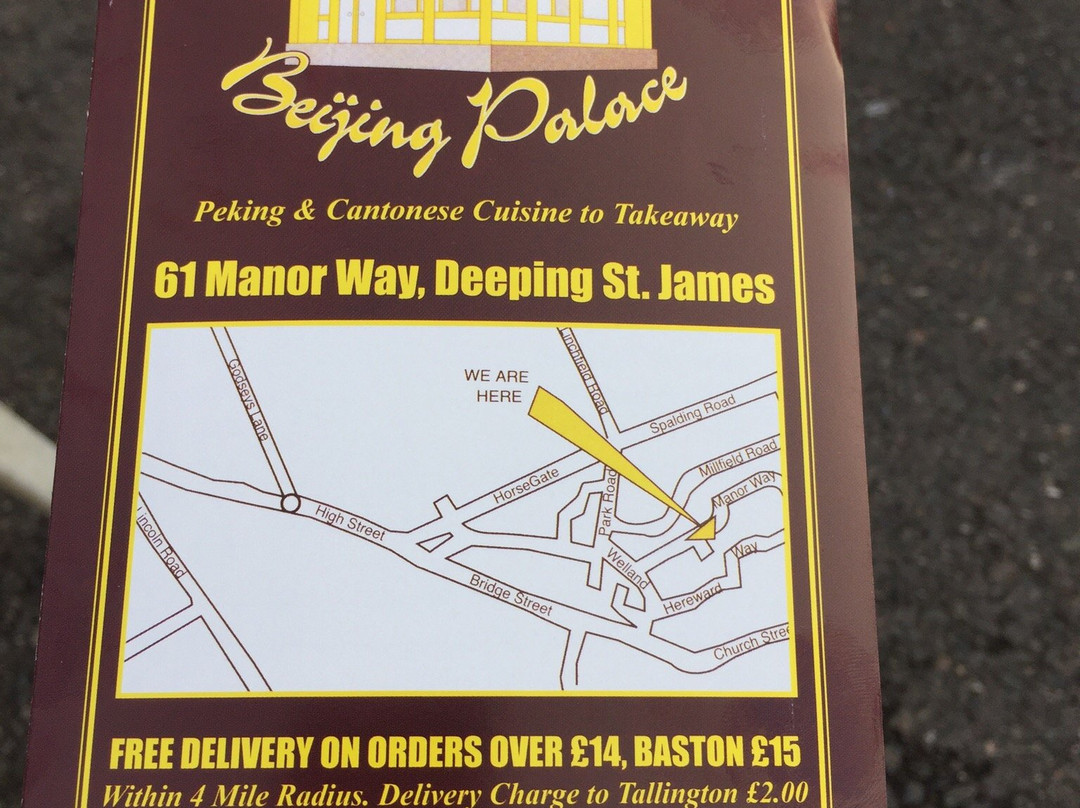 Beijing Palace
Peking & Cantonese Cuisine to Takeaway
61 Manor Way, Deeping St. James
WE ARE
HERE
Godseys Lane
Linchfield Road
Spalding Road
Millfield Road
Manor Way
HorseGate
Park Road
High Street
Lincoln Road
Welland
Way
Bridge Street
Hereward
Church Stree
FREE DELIVERY ON ORDERS OVER £14, BASTON £15
Within 4 Mile Radius. Delivery Charge to Tallington £2.00